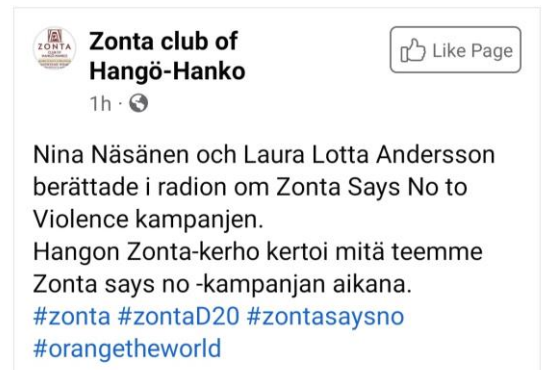 ZONTA
Zonta club of
Hangö-Hanko
Like Page
1h ·
Nina Näsänen och Laura Lotta Andersson
berättade i radion om Zonta Says No to
Violence kampanjen.
Hangon Zonta-kerho kertoi mitä teemme
Zonta says no -kampanjan aikana.
#zonta #zontaD20 #zontasaysno
#orangetheworld